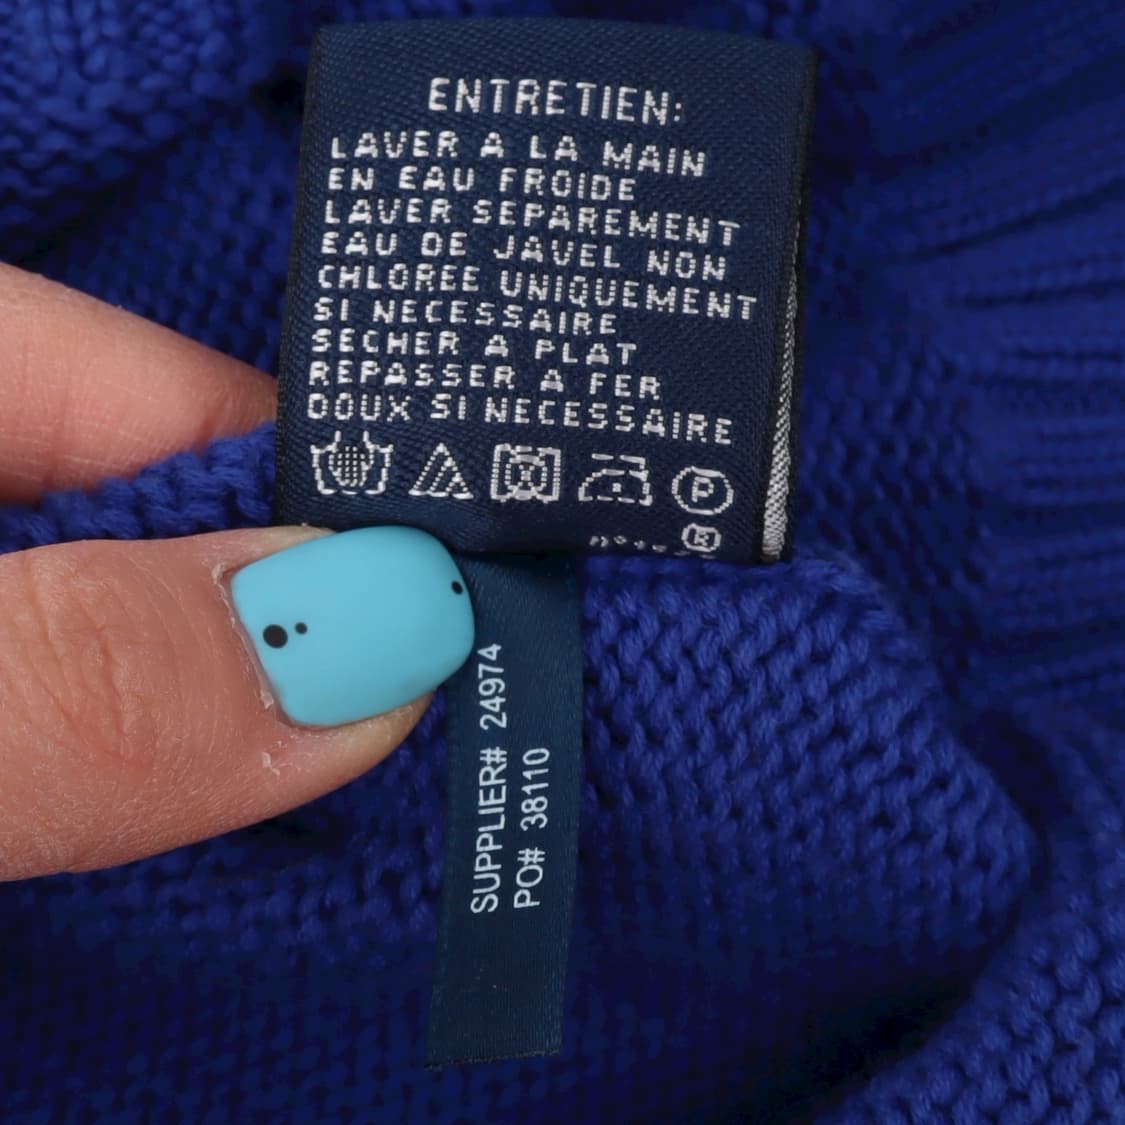 ENTRETIEN:
LAVER A LA MAIN
EN EAU FROIDE
LAVER SEPAREMENT
EAU DE JAVEL NON
CHLOREE UNIQUEMENT
SI NECESSAIRE
SECHER A PLAT
REPASSER A FER
DOUX SI NECESSAIRE
P
®
SUPPLIER# 24974
PO# 38110